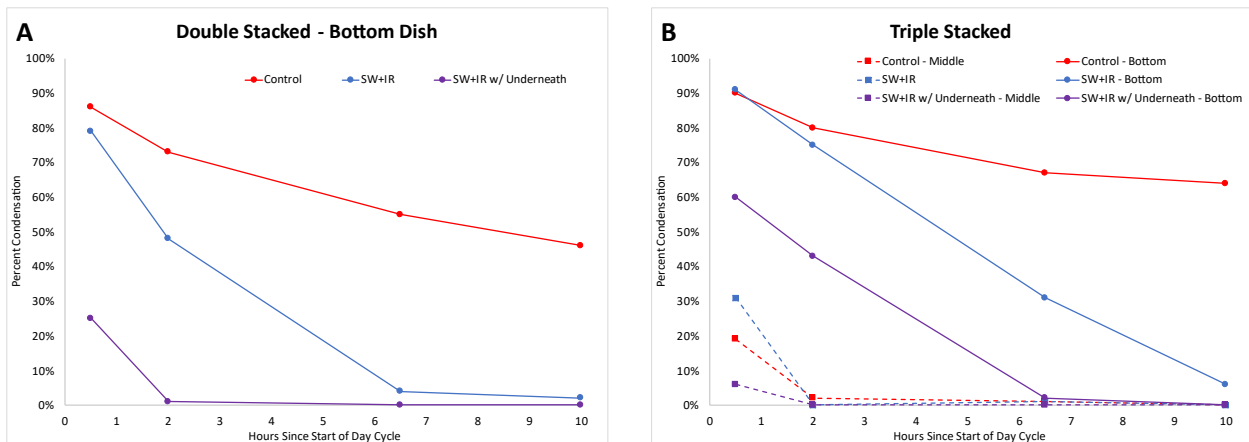 A
Double Stacked - Bottom Dish
Control
SW+IR
SW+IR w/ Underneath
Percent Condensation
100%
90%
80%
70%
60%
50%
40%
30%
20%
10%
0%
0 1 2 3 4 5 6 7 8 9 10
Hours Since Start of Day Cycle
B
Triple Stacked
Control - Middle
Control - Bottom
SW+IR
SW+IR - Bottom
SW+IR w/ Underneath - Middle
SW+IR w/ Underneath - Bottom
Percent Condensation
100%
90%
80%
70%
60%
50%
40%
30%
20%
10%
0%
0 1 2 3 4 5 6 7 8 9 10
Hours Since Start of Day Cycle